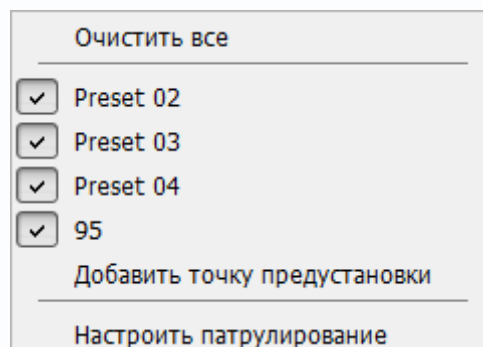 Очистить все
Preset 02
Preset 03
Preset 04
95
Добавить точку предустановки
Настроить патрулирование